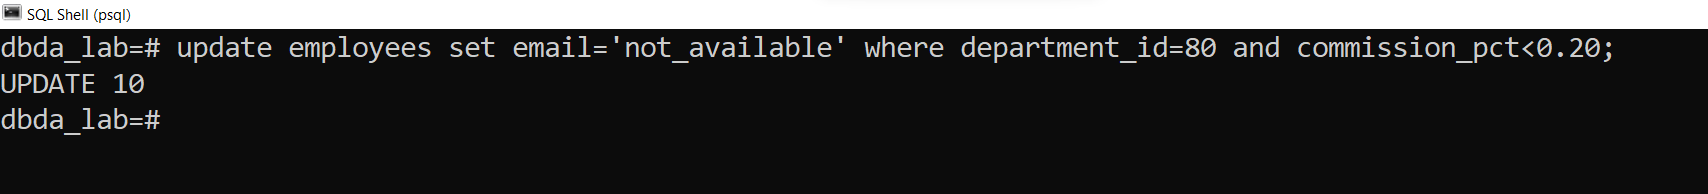 SQL Shell (psql)
dbda_lab=# update employees set email='not_available' where department_id=80 and commission_pct<0.20;
UPDATE 10
dbda_lab=#